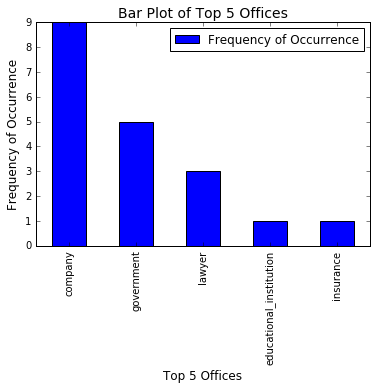 Bar Plot of Top 5 Offices
Frequency of Occurrence
Frequency of Occurrence
9
8
7
6
5
4
3
2
1
0
company
government
lawyer
educational_institution
insurance
Top 5 Offices